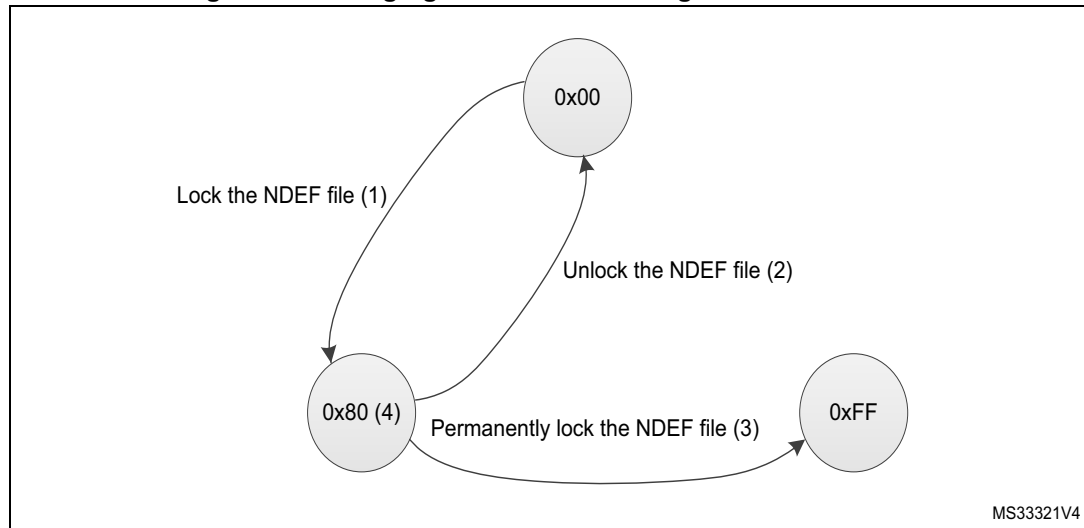 0x00
Lock the NDEF file (1)
Unlock the NDEF file (2)
0x80 (4)
0xFF
Permanently lock the NDEF file (3)
MS33321V4